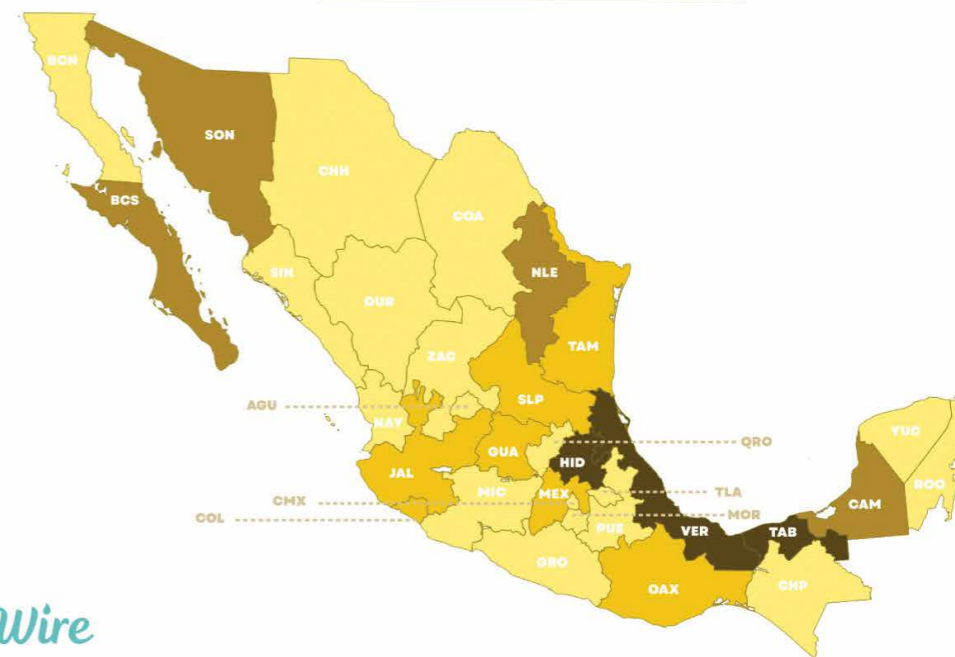 BCN
SON
CHH
BCS
COA
SIN
NLE
DUR
TAM
ZAC
SLP
AGU
NAY
YUC
QRO
GUA
HID
JAL
ROO
MIC
MEX
TLA
CMX
CAM
MOR
COL
PUE
VER
TAB
GRO
CHP
OAX
Wire